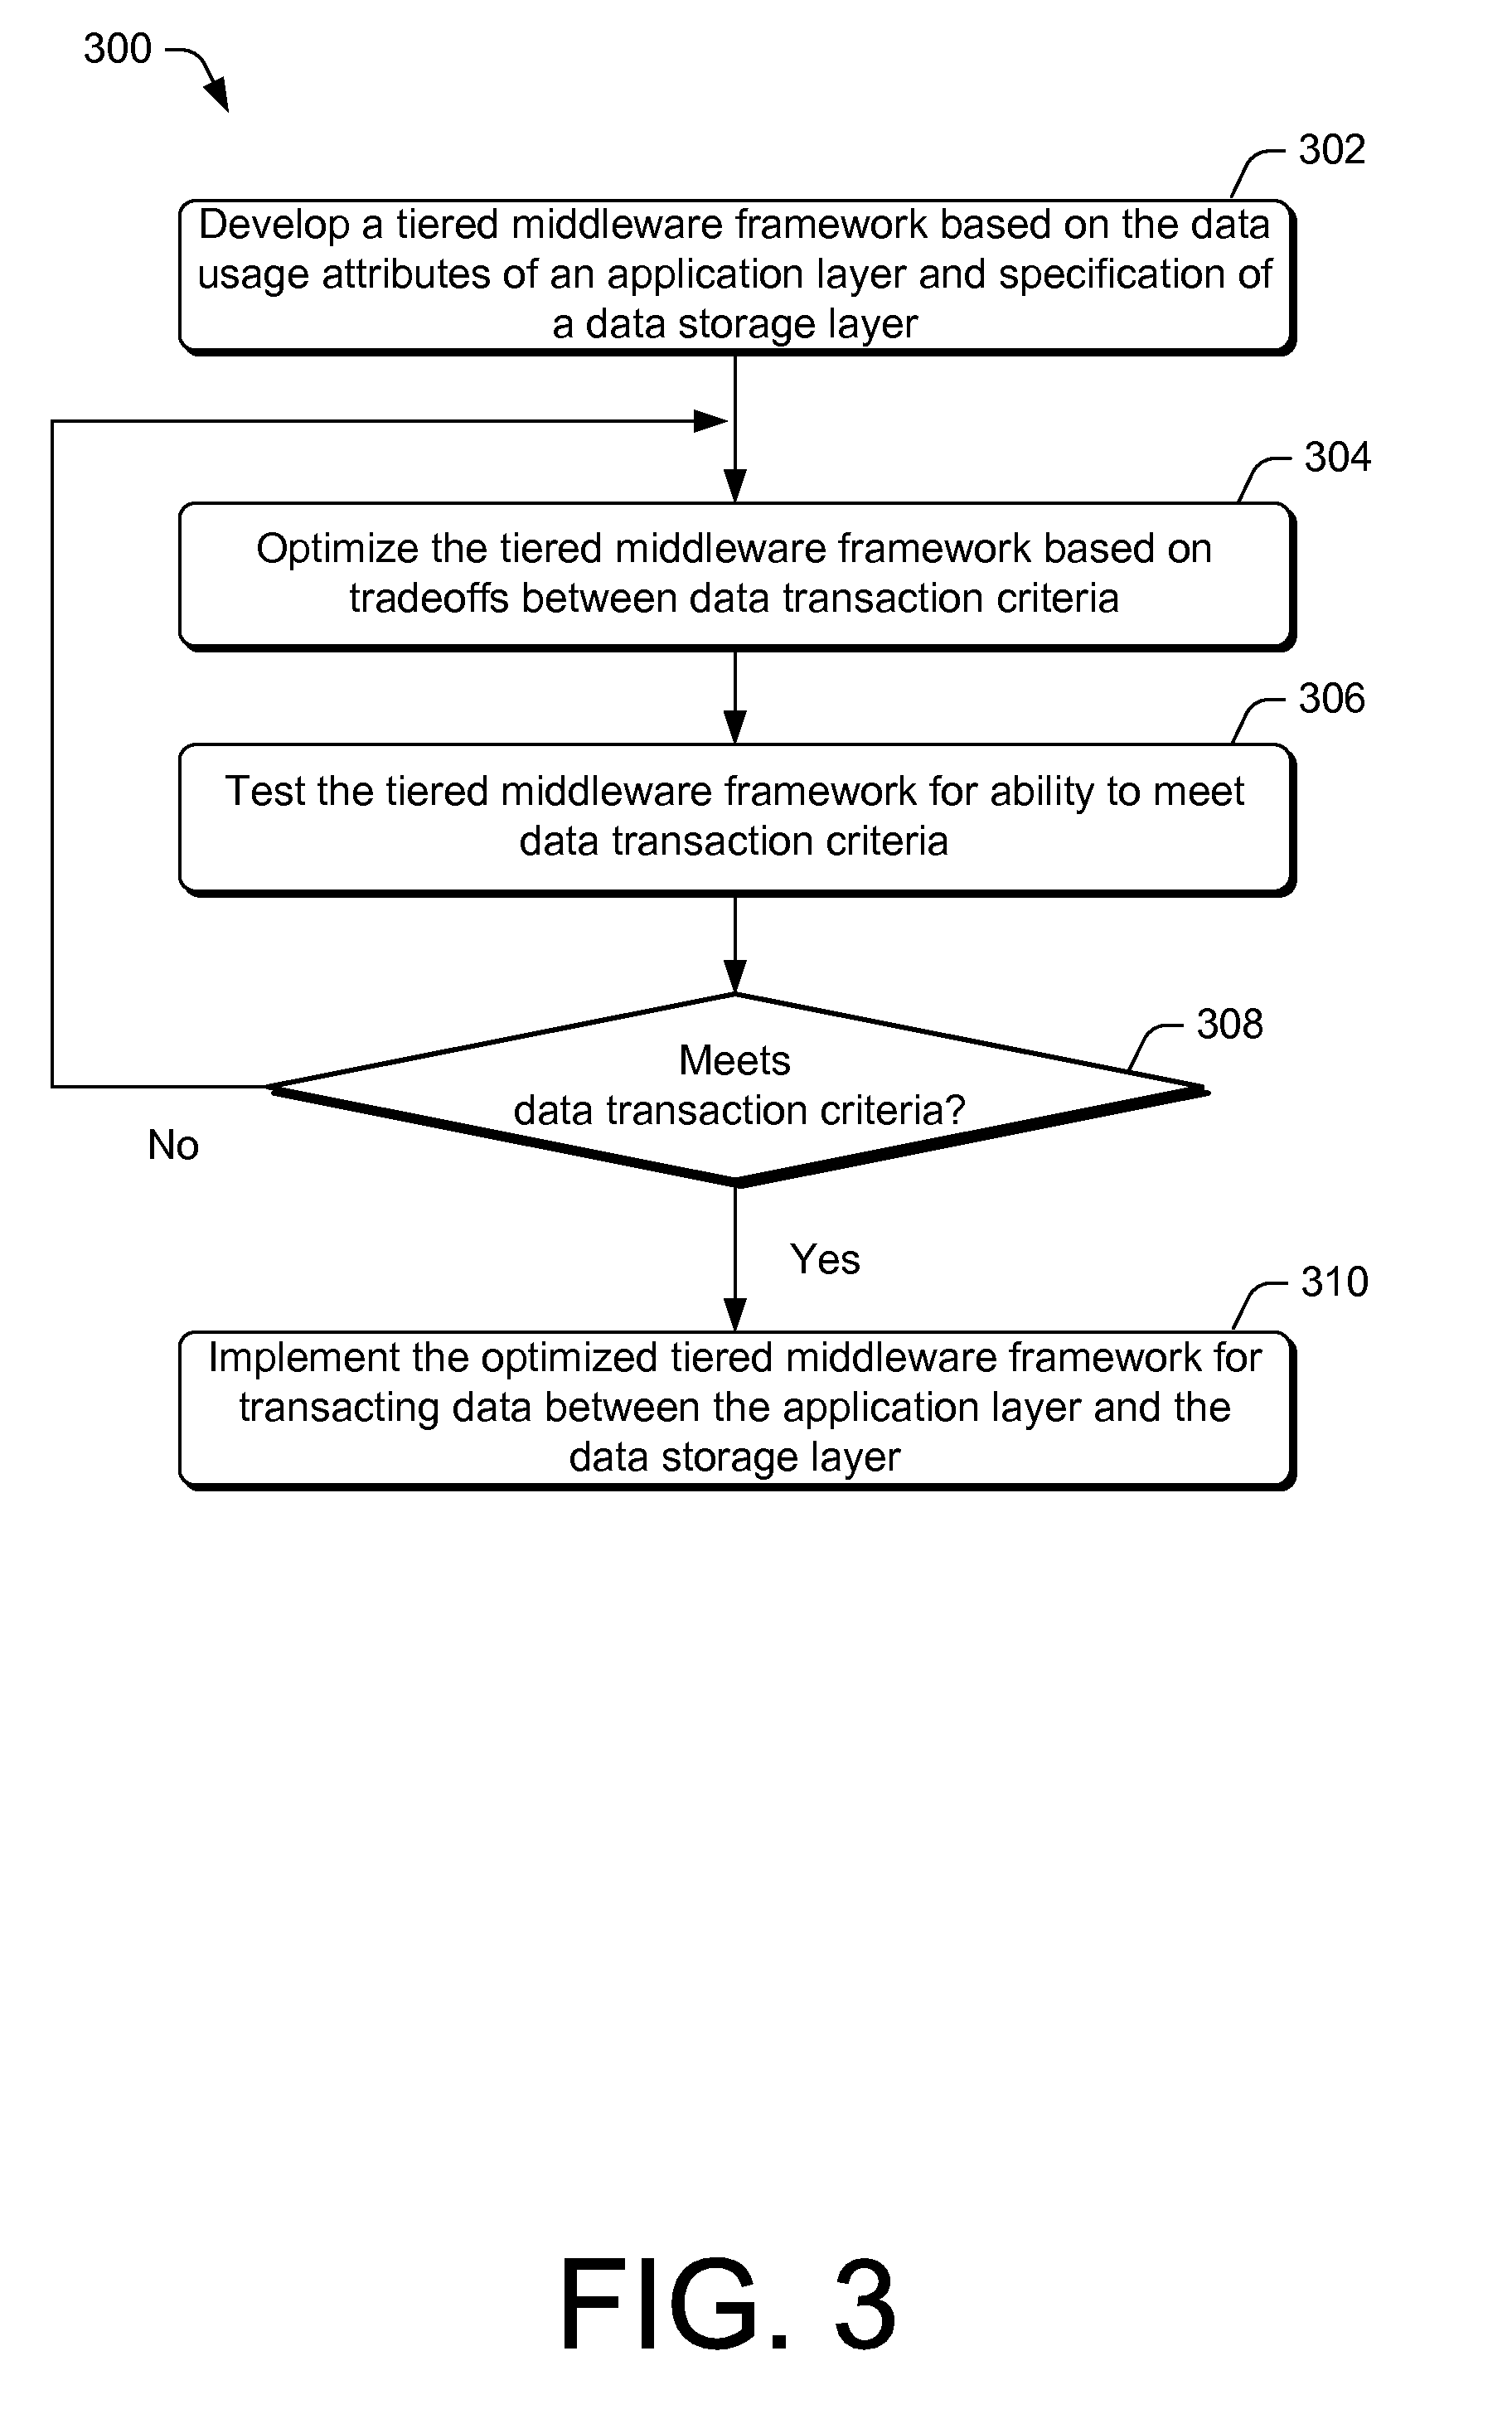 300
302
Develop a tiered middleware framework based on the data
usage attributes of an application layer and specification of
a data storage layer
304
Optimize the tiered middleware framework based on
tradeoffs between data transaction criteria
306
Test the tiered middleware framework for ability to meet
data transaction criteria
308
Meets
data transaction criteria?
No
Yes
310
Implement the optimized tiered middleware framework for
transacting data between the application layer and the
data storage layer
FIG. 3